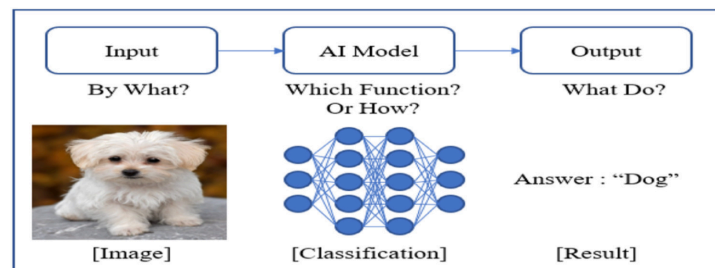 Input
AI Model
Output
By What?
Which Function?
Or How?
What Do?
Answer : “Dog”
[Image]
[Classification]
[Result]